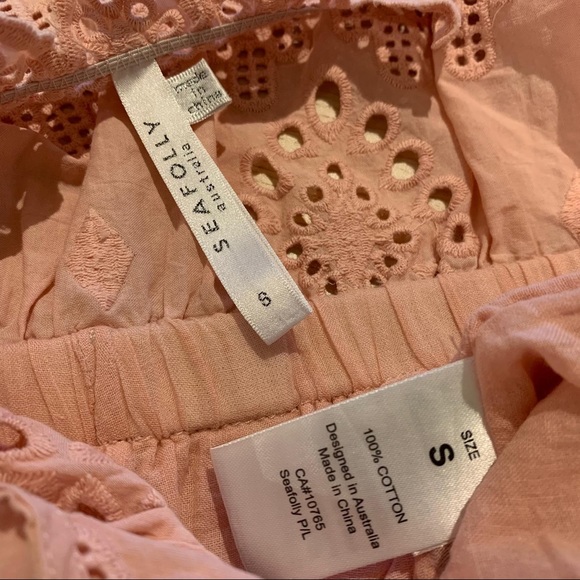 SEAFOLLY
australia
S
made
in
china
SIZE
S
100% COTTON
Designed in Australia
Made in China
CA#10765
Seafolly P/L